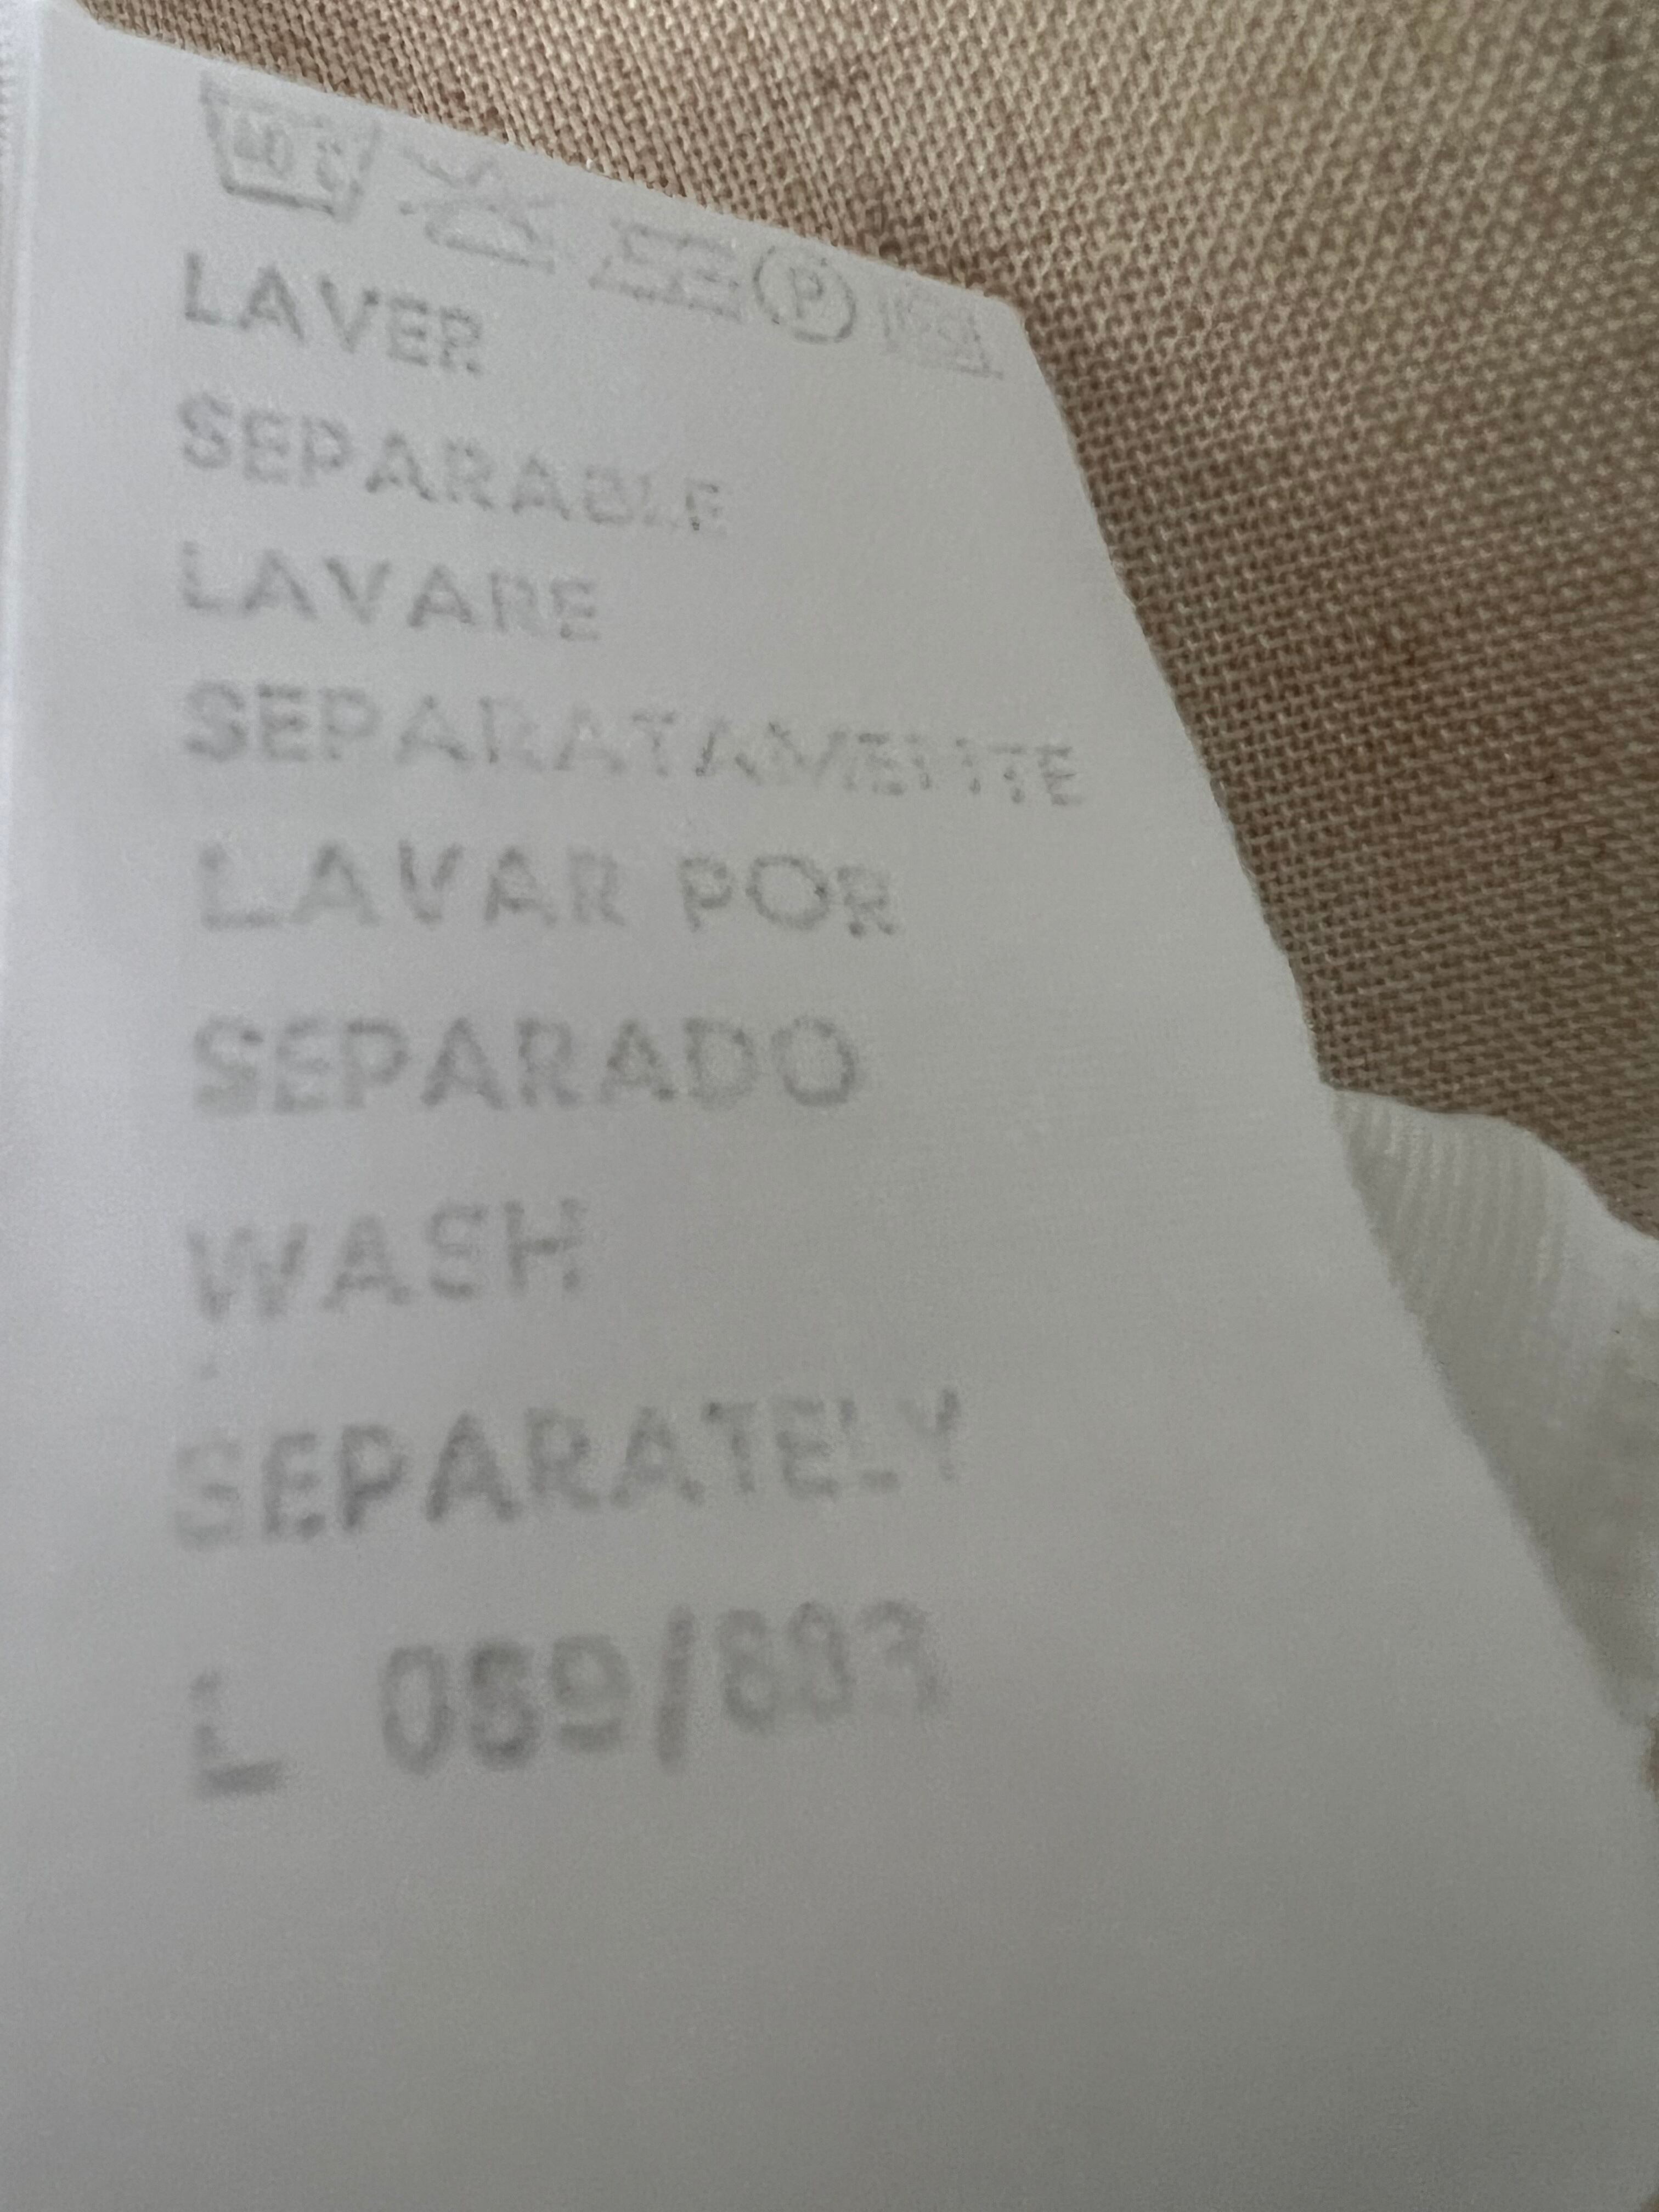 LAVER
SEPARABLE
LAVARE
SEPARATAMENTE
LAVAR POR
SEPARADO
WASH
SEPARATELY
L